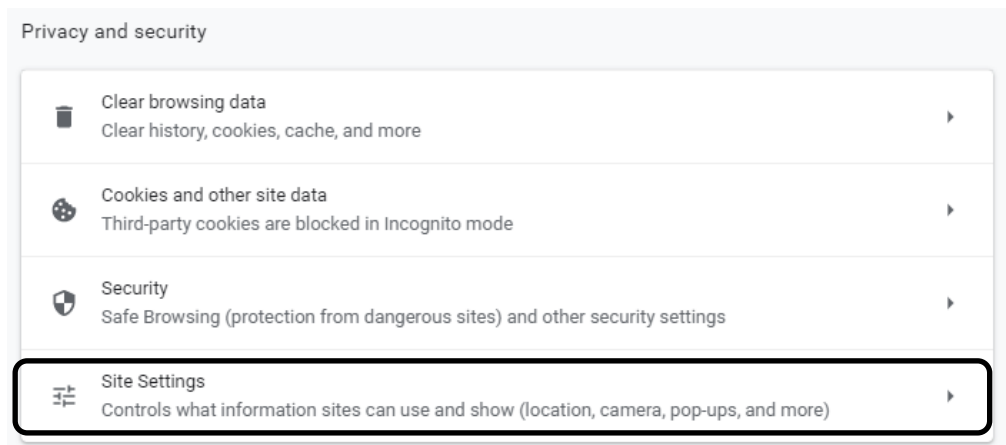 Privacy and security
Clear browsing data
Clear history, cookies, cache, and more
Cookies and other site data
Third-party cookies are blocked in Incognito mode
Security
Safe Browsing (protection from dangerous sites) and other security settings
Site Settings
Controls what information sites can use and show (location, camera, pop-ups, and more)